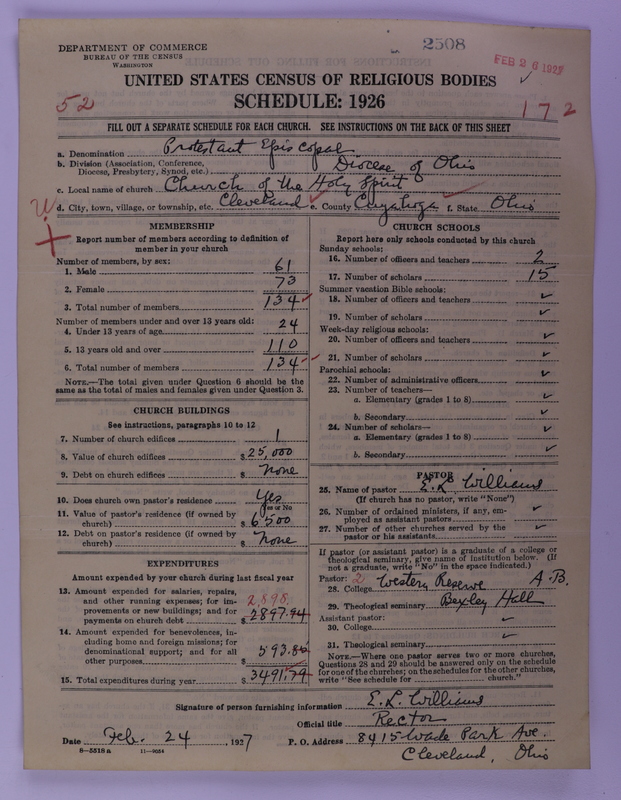 DEPARTMENT OF COMMERCE
BUREAU OF THE CENSUS
WASHINGTON
2508
FEB 26 1927
UNITED STATES CENSUS OF RELIGIOUS BODIES
SCHEDULE: 1926
52
172
FILL OUT A SEPARATE SCHEDULE FOR EACH CHURCH. SEE INSTRUCTIONS ON THE BACK OF THIS SHEET
a. Denomination Protestant Episcopal
b. Division (Association, Conference, Diocese, Presbytery, Synod, etc.) Diocese of Ohio
c. Local name of church Church of the Holy Spirit
d. City, town, village, or township, etc. Cleveland e. County Cuyahoga f. State Ohio
MEMBERSHIP
Report number of members according to definition of member in your church
Number of members, by sex:
1. Male 61
2. Female 73
3. Total number of members 134
Number of members under and over 13 years old:
4. Under 13 years of age 24
5. 13 years old and over 110
6. Total number of members 134
NOTE.—The total given under Question 6 should be the same as the total of males and females given under Question 3.
CHURCH BUILDINGS
See instructions, paragraphs 10 to 12
7. Number of church edifices 1
8. Value of church edifices $ 25,000
9. Debt on church edifices $ None
10. Does church own pastor's residence Yes
Yes or No
11. Value of pastor's residence (if owned by church) $ 6500
12. Debt on pastor's residence (if owned by church) $ None
EXPENDITURES
Amount expended by your church during last fiscal year
13. Amount expended for salaries, repairs, and other running expenses; for improvements or new buildings; and for payments on church debt $ 2897.94
2898
14. Amount expended for benevolences, including home and foreign missions; for denominational support; and for all other purposes $ 593.85
15. Total expenditures during year $ 3491.79
CHURCH SCHOOLS
Report here only schools conducted by this church
Sunday schools:
16. Number of officers and teachers 2
17. Number of scholars 15
Summer vacation Bible schools:
18. Number of officers and teachers ✓
19. Number of scholars ✓
Week-day religious schools:
20. Number of officers and teachers ✓
21. Number of scholars ✓
Parochial schools:
22. Number of administrative officers ✓
23. Number of teachers—
a. Elementary (grades 1 to 8) ✓
b. Secondary ✓
24. Number of scholars—
a. Elementary (grades 1 to 8) ✓
b. Secondary ✓
PASTOR
25. Name of pastor E. L. Williams
(If church has no pastor, write "None")
26. Number of ordained ministers, if any, employed as assistant pastors ✓
27. Number of other churches served by the pastor or his assistants ✓
If pastor (or assistant pastor) is a graduate of a college or theological seminary, give name of institution below. (If not a graduate, write "No" in the space indicated.)
Pastor: 2
28. College Western Reserve A.B.
29. Theological seminary Bexley Hall
Assistant pastor:
30. College ✓
31. Theological seminary ✓
NOTE.—Where one pastor serves two or more churches, Questions 28 and 29 should be answered only on the schedule for one of the churches; on the schedules for the other churches, write "See schedule for church."
Signature of person furnishing information E. L. Williams
Official title Rector
Date Feb. 24, 1927 P. O. Address 8415 Wade Park Ave.
Cleveland, Ohio
8—5518 a 11—9054